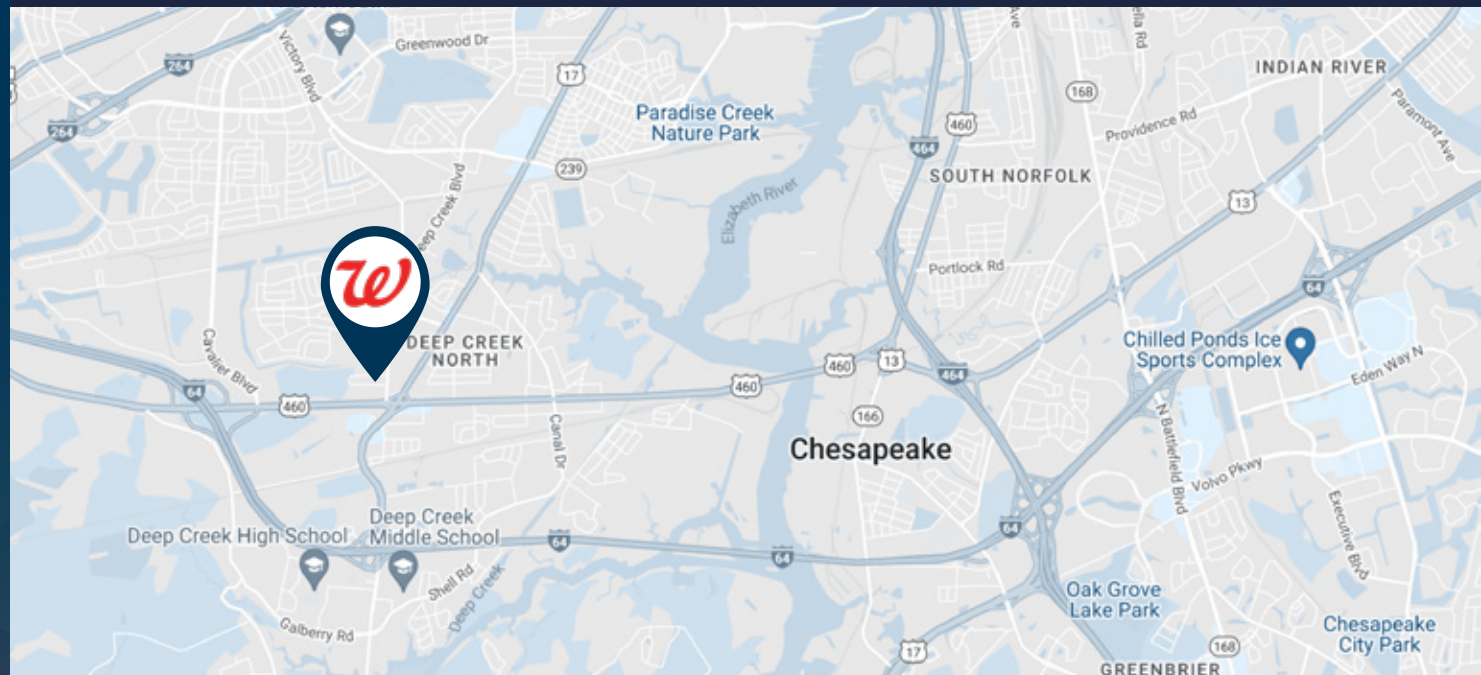 264
Victory Blvd
Greenwood Dr
17
264
Paradise Creek
Nature Park
239
Elizabeth River
460
464
SOUTH NORFOLK
168
INDIAN RIVER
Providence Rd
Paramont Ave
13
Portlock Rd
64
W
DEEP CREEK
NORTH
Cavalier Blvd
64
460
Canal Dr
460
460
13
464
166
Chesapeake
Chilled Ponds Ice
Sports Complex
Eden Way N
N Battlefield Blvd
Volvo Pkwy
Executive Blvd
Deep Creek High School
Deep Creek
Middle School
64
64
64
Shell Rd
Deep Creek
Galberry Rd
Oak Grove
Lake Park
17
168
GREENBRIER
Chesapeake
City Park
Ave